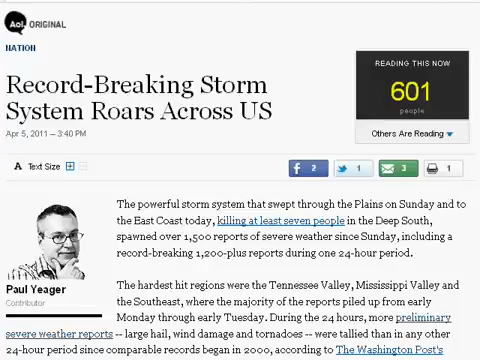 Aol. ORIGINAL
NATION
Record-Breaking Storm
System Roars Across US
Apr 5, 2011 – 3:40 PM
READING THIS NOW
601
people
Others Are Reading
A Text Size
2
1
3
1
The powerful storm system that swept through the Plains on Sunday and to
the East Coast today, killing at least seven people in the Deep South,
spawned over 1,500 reports of severe weather since Sunday, including a
record-breaking 1,200-plus reports during one 24-hour period.
Paul Yeager
Contributor
The hardest hit regions were the Tennessee Valley, Mississippi Valley and
the Southeast, where the majority of the reports piled up from early
Monday through early Tuesday. During the 24 hours, more preliminary
severe weather reports -- large hail, wind damage and tornadoes -- were tallied than in any other
24-hour period since comparable records began in 2000, according to The Washington Post's